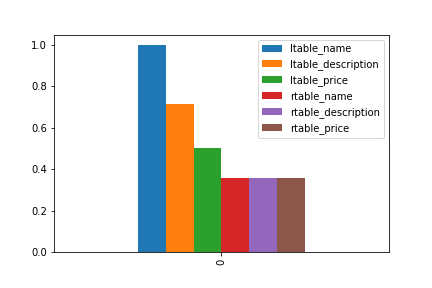 1.0
0.8
0.6
0.4
0.2
0.0
0
ltable_name
ltable_description
ltable_price
rtable_name
rtable_description
rtable_price